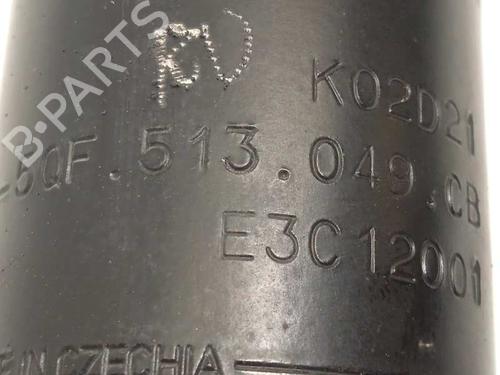 K02D21
5QF.513.049.CB
E3C12001
IN CZECHIA
B-PARTS